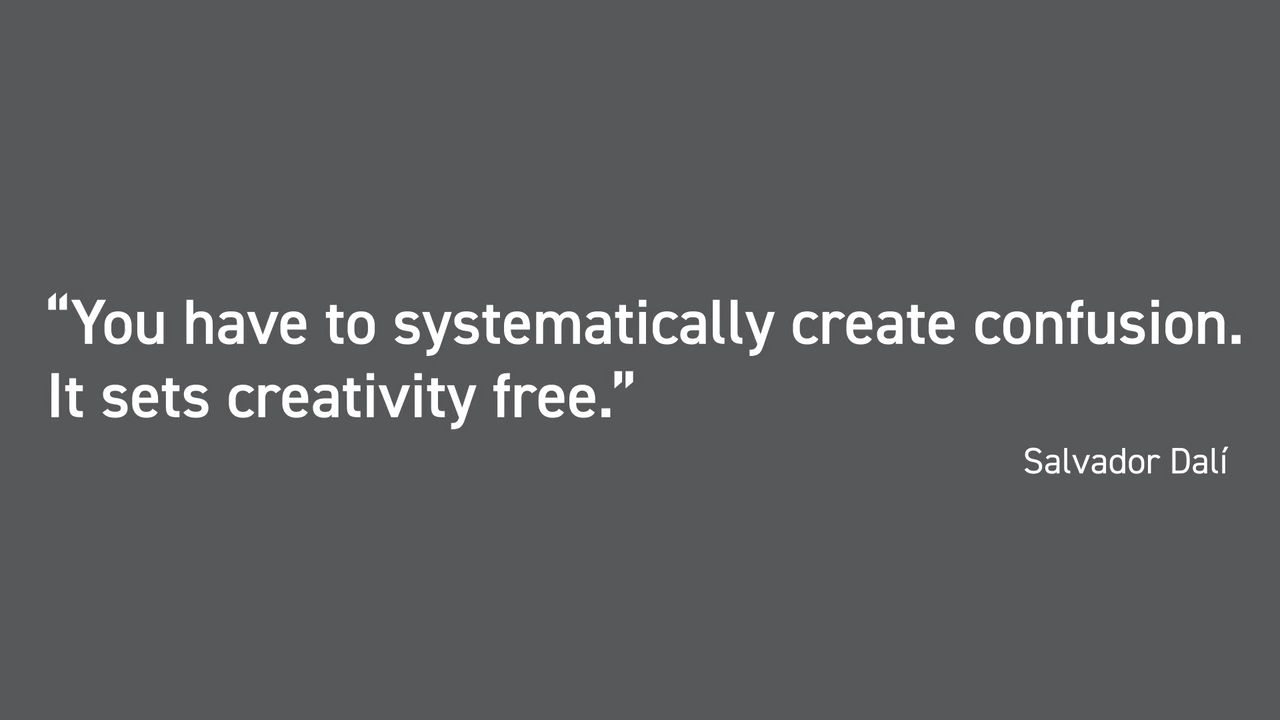 “You have to systematically create confusion.
It sets creativity free.”
Salvador Dalí